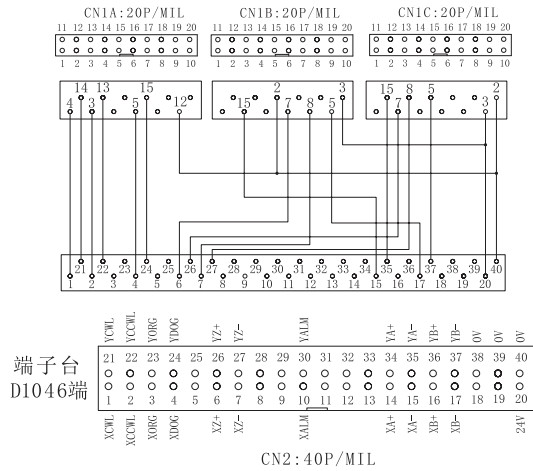 CN1A:20P/MIL CN1B:20P/MIL CN1C:20P/MIL
11 12 13 14 15 16 17 18 19 20 11 12 13 14 15 16 17 18 19 20 11 12 13 14 15 16 17 18 19 20
1 2 3 4 5 6 7 8 9 10 1 2 3 4 5 6 7 8 9 10 1 2 3 4 5 6 7 8 9 10
14 13 15 2 3 15 8 5 2
4 3 5 12 15 7 8 5 7 3
21 22 23 24 25 26 27 28 29 30 31 32 33 34 35 36 37 38 39 40
1 2 3 4 5 6 7 8 9 10 11 12 13 14 15 16 17 18 19 20
YCWL YCCWL YORG YDOG YZ+ YZ- YALM YA+ YA- YB+ YB- 0V 0V 0V
21 22 23 24 25 26 27 28 29 30 31 32 33 34 35 36 37 38 39 40
端子台
D1046端
1 2 3 4 5 6 7 8 9 10 11 12 13 14 15 16 17 18 19 20
XCWL XCCWL XORG XDOG XZ+ XZ- XALM XA+ XA- XB+ XB- 24V
CN2:40P/MIL